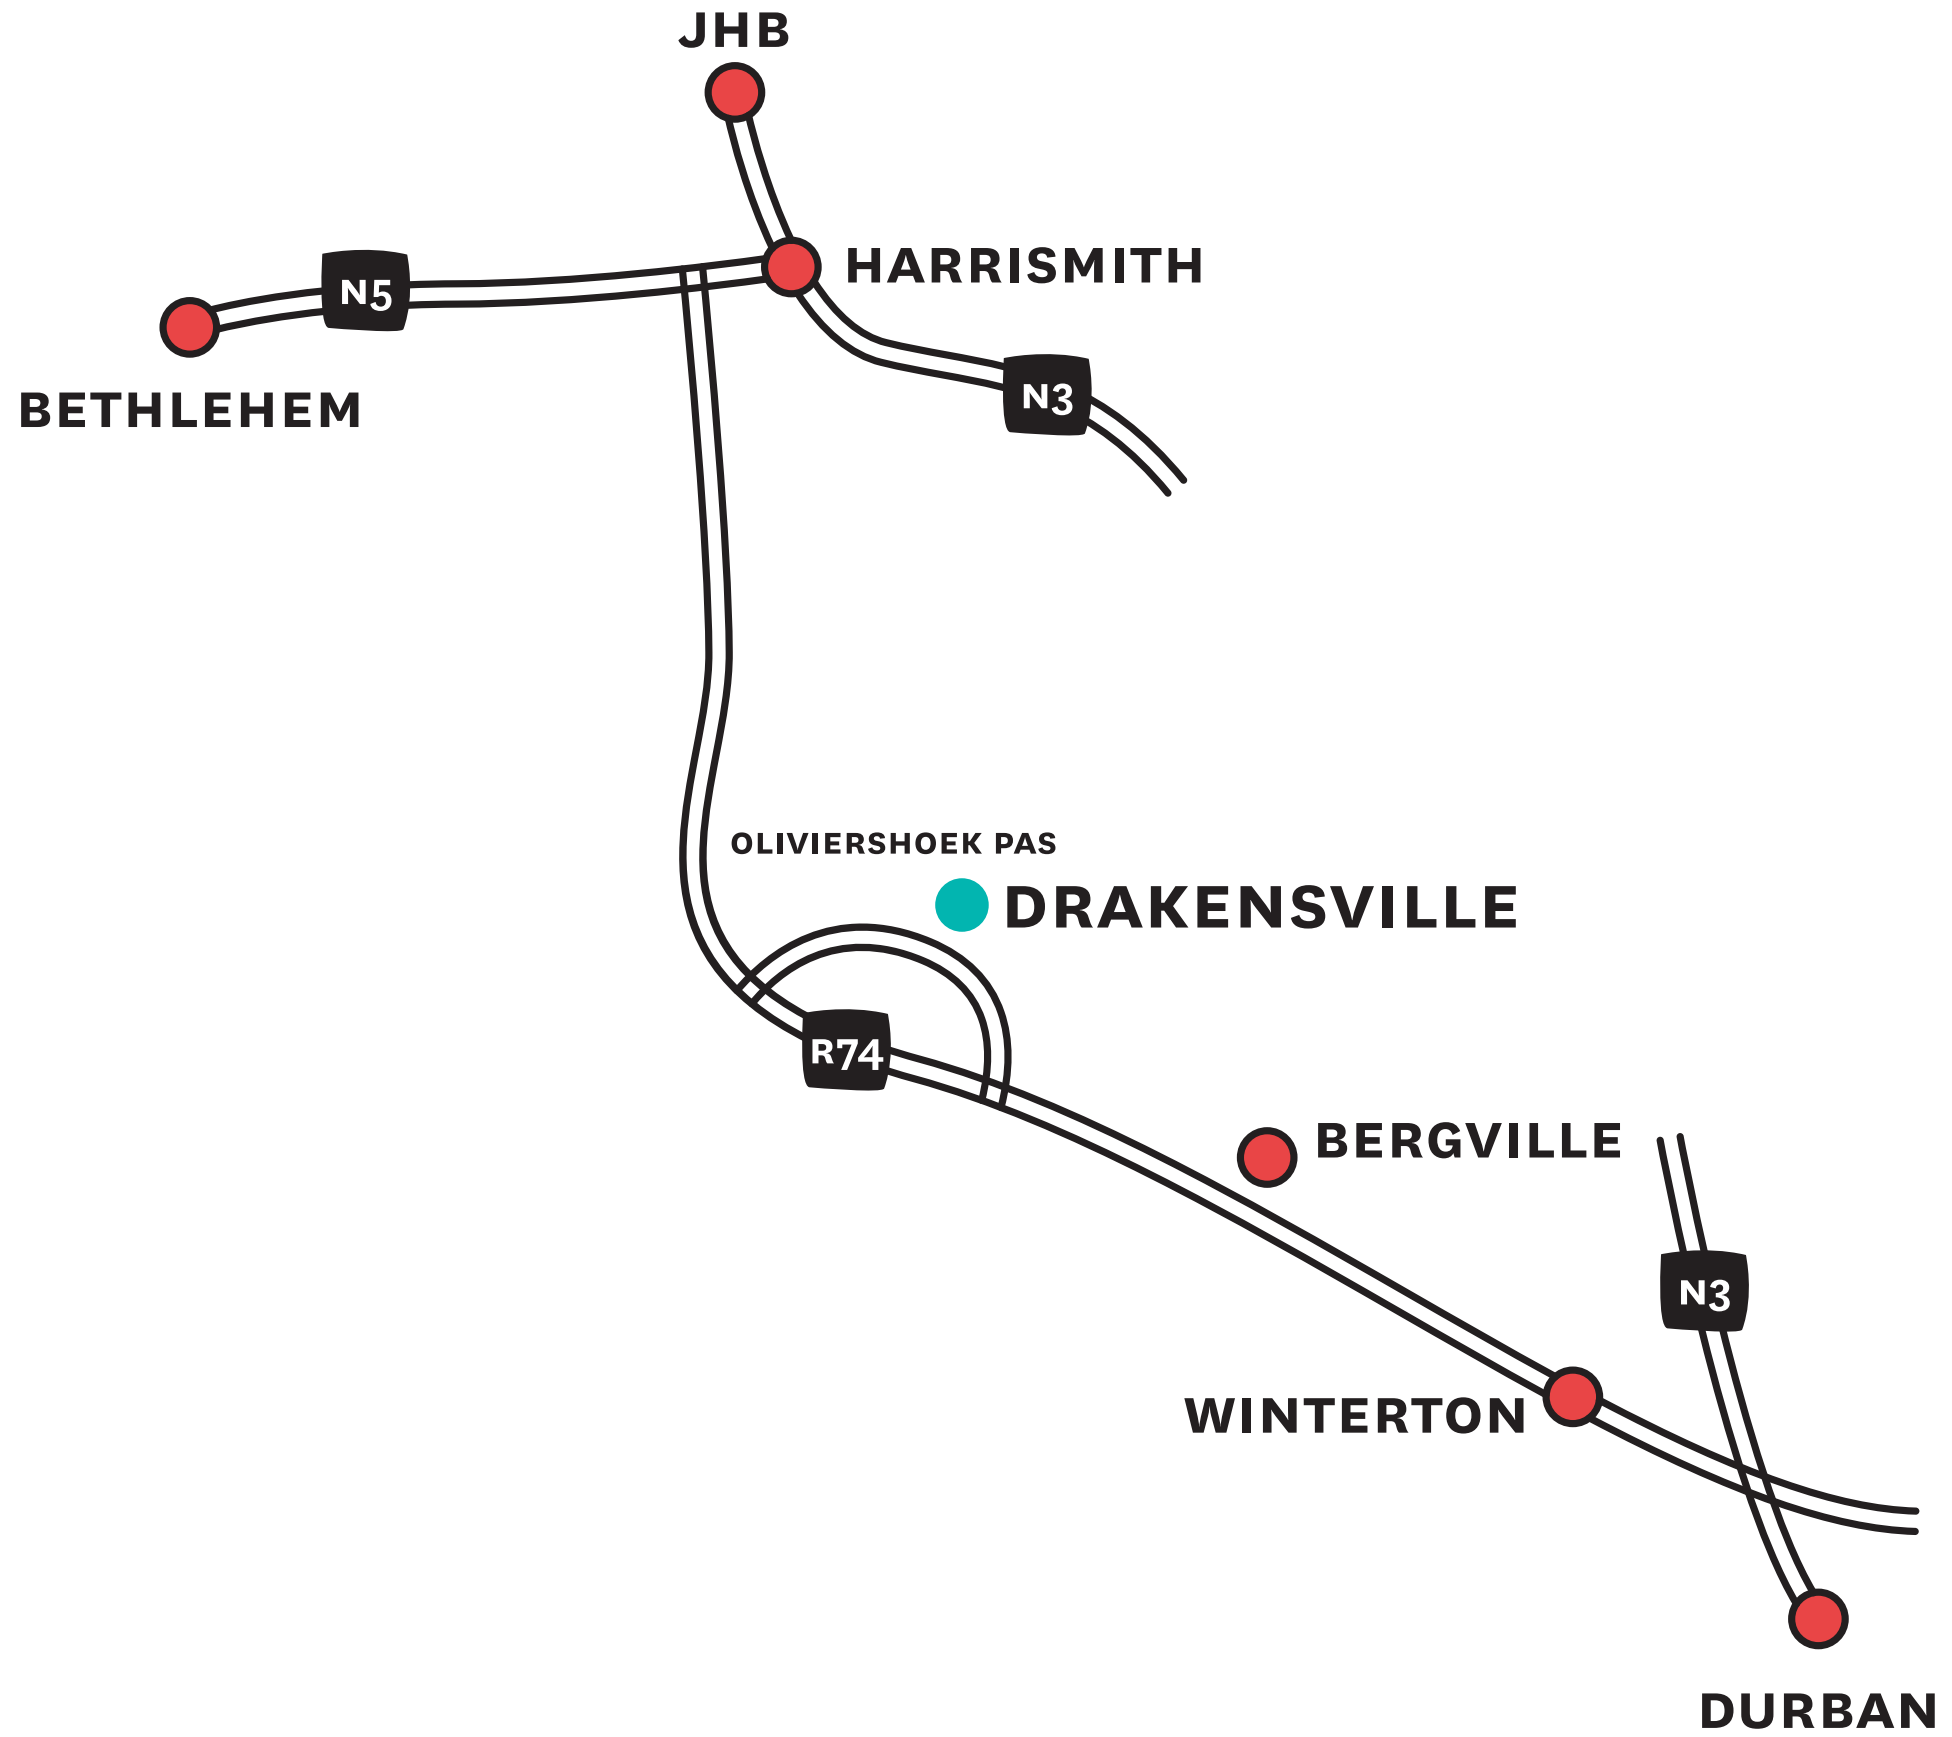 JHB
HARRISMITH
N5
N3
BETHLEHEM
OLIVIERSHOEK PAS
DRAKENSVILLE
R74
BERGVILLE
N3
WINTERTON
DURBAN